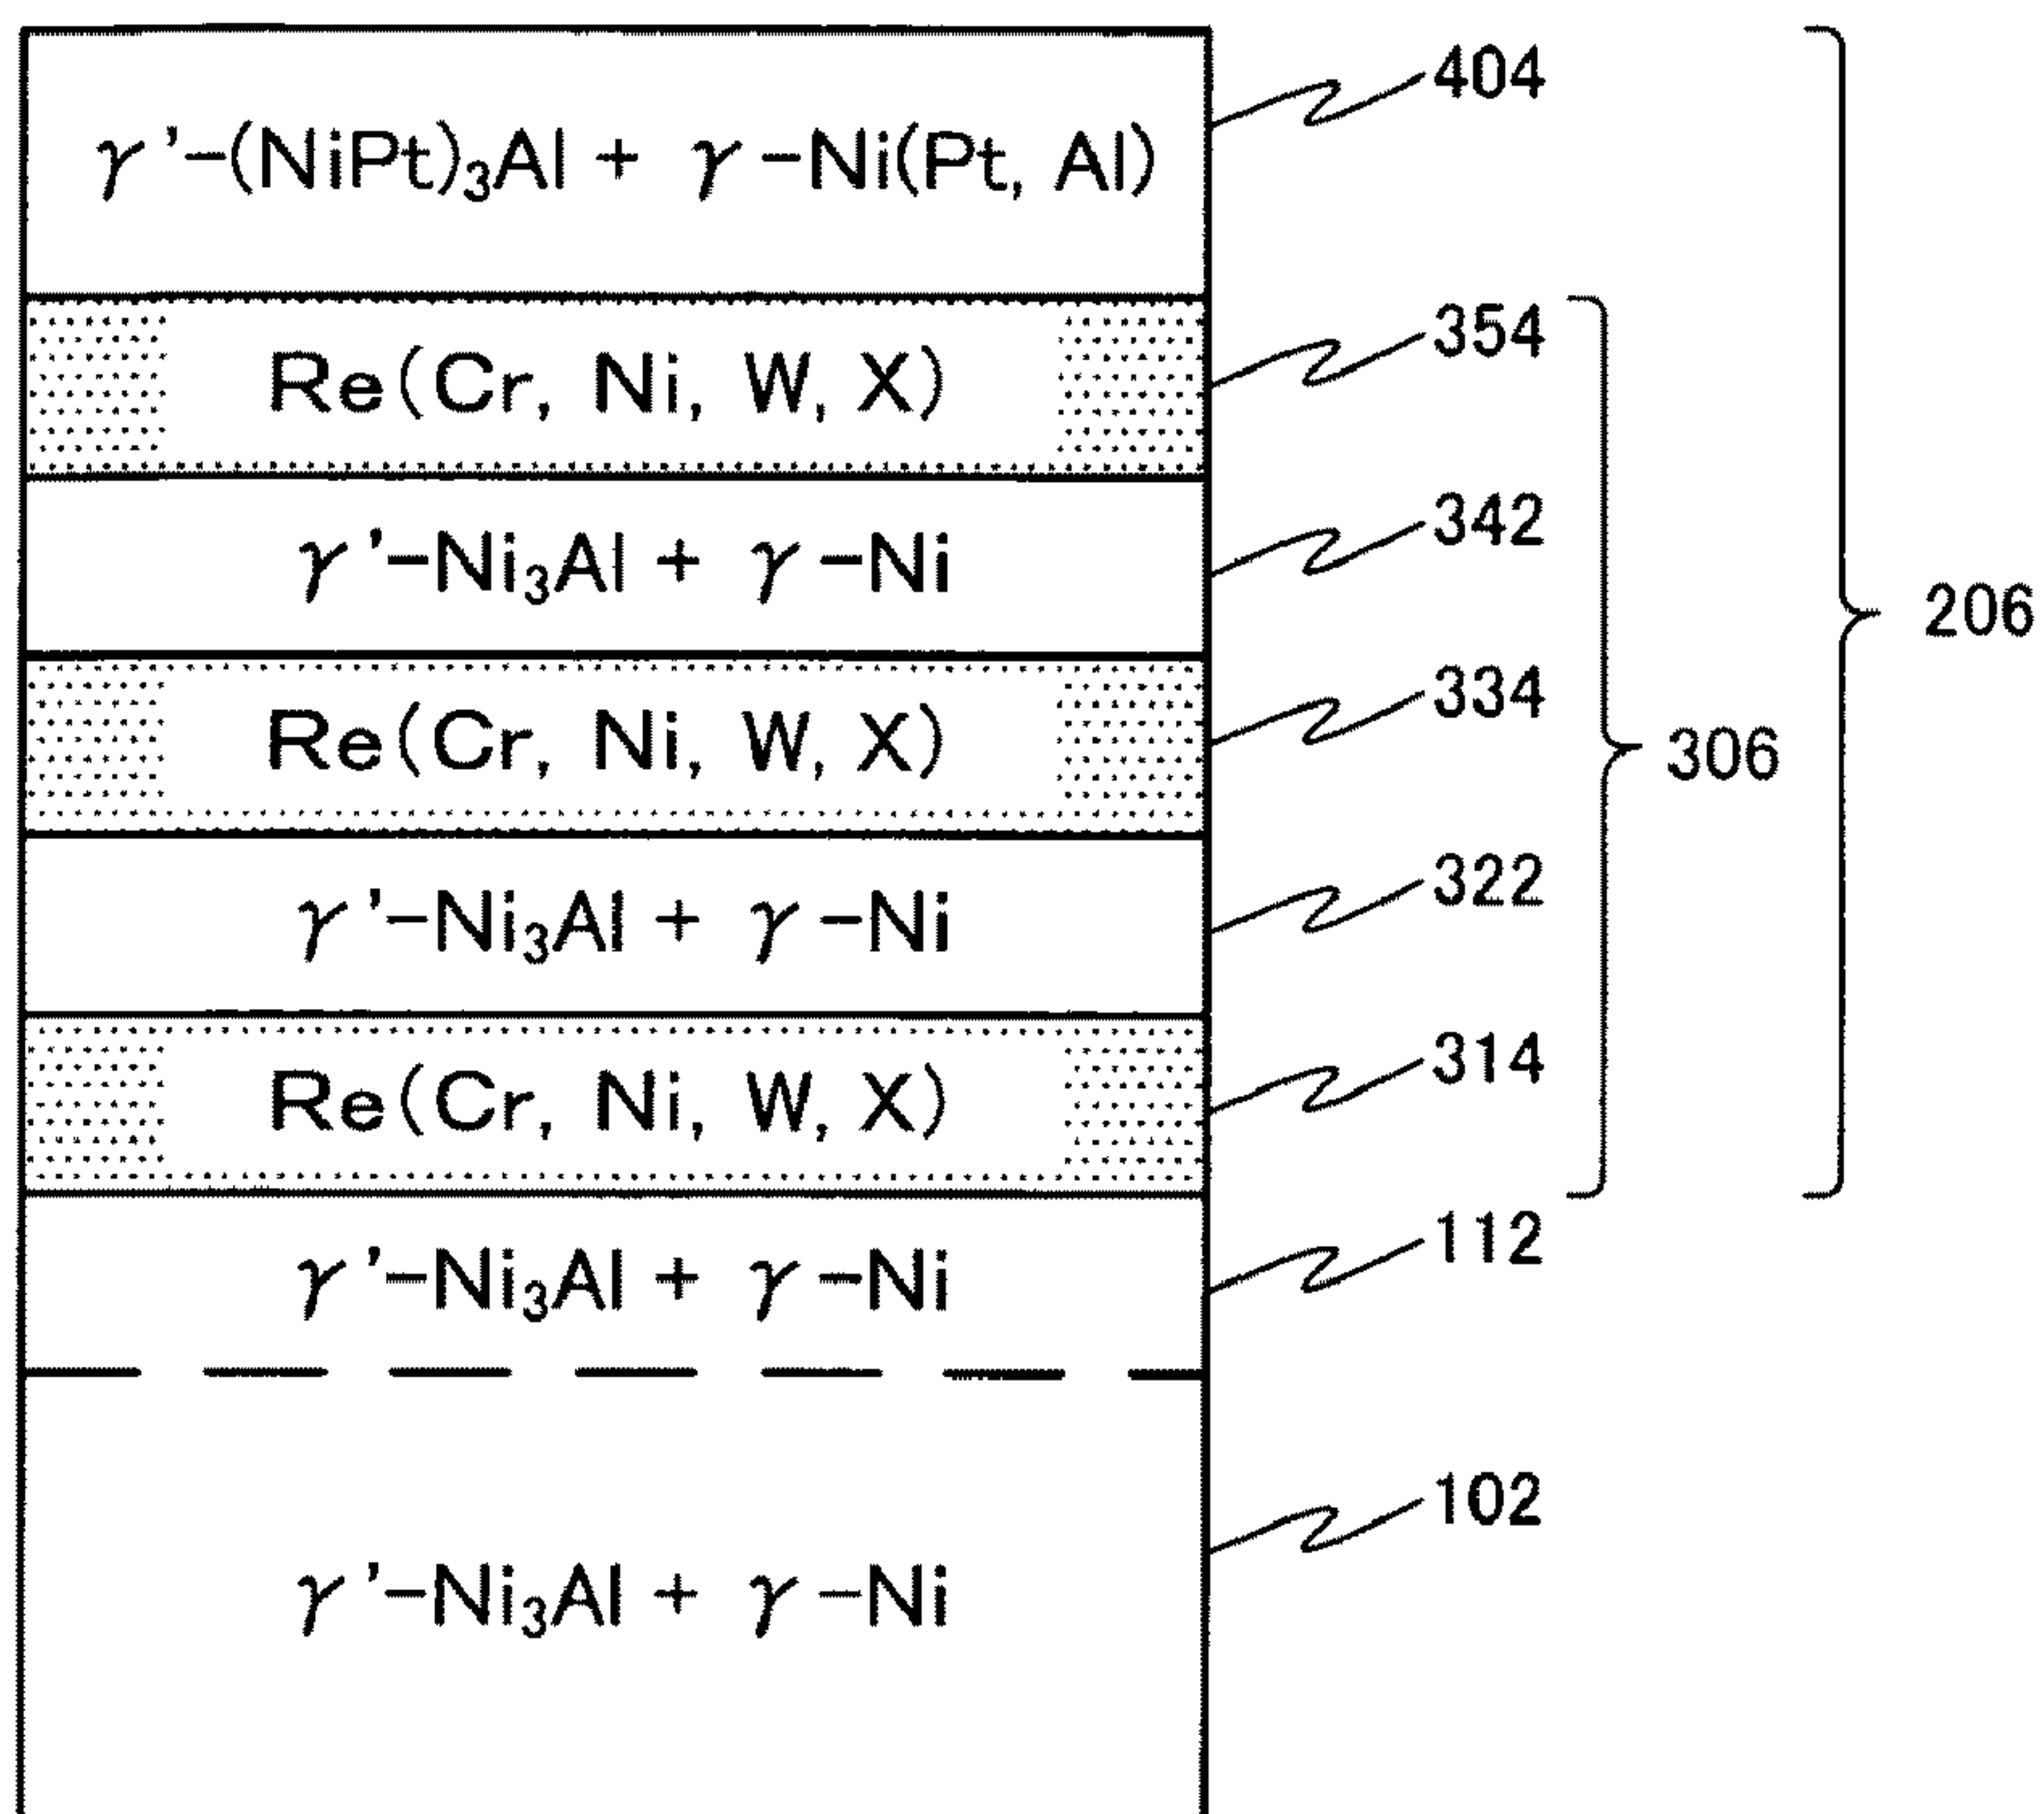 γ'-(NiPt)₃Al + γ-Ni(Pt, Al)
404
Re(Cr, Ni, W, X)
354
γ'-Ni₃Al + γ-Ni
342
206
Re(Cr, Ni, W, X)
334
306
γ'-Ni₃Al + γ-Ni
322
Re(Cr, Ni, W, X)
314
γ'-Ni₃Al + γ-Ni
112
γ'-Ni₃Al + γ-Ni
102